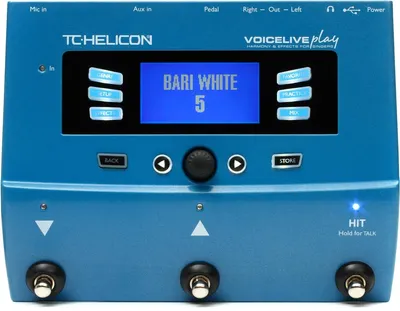 Mic in Aux in Pedal Right - Out - Left Power
TC·HELICON VOICELIVE play
HARMONY & EFFECTS FOR SINGERS
In
BARI WHITE
5
MIX
BACK STORE
HIT
Hold for TALK